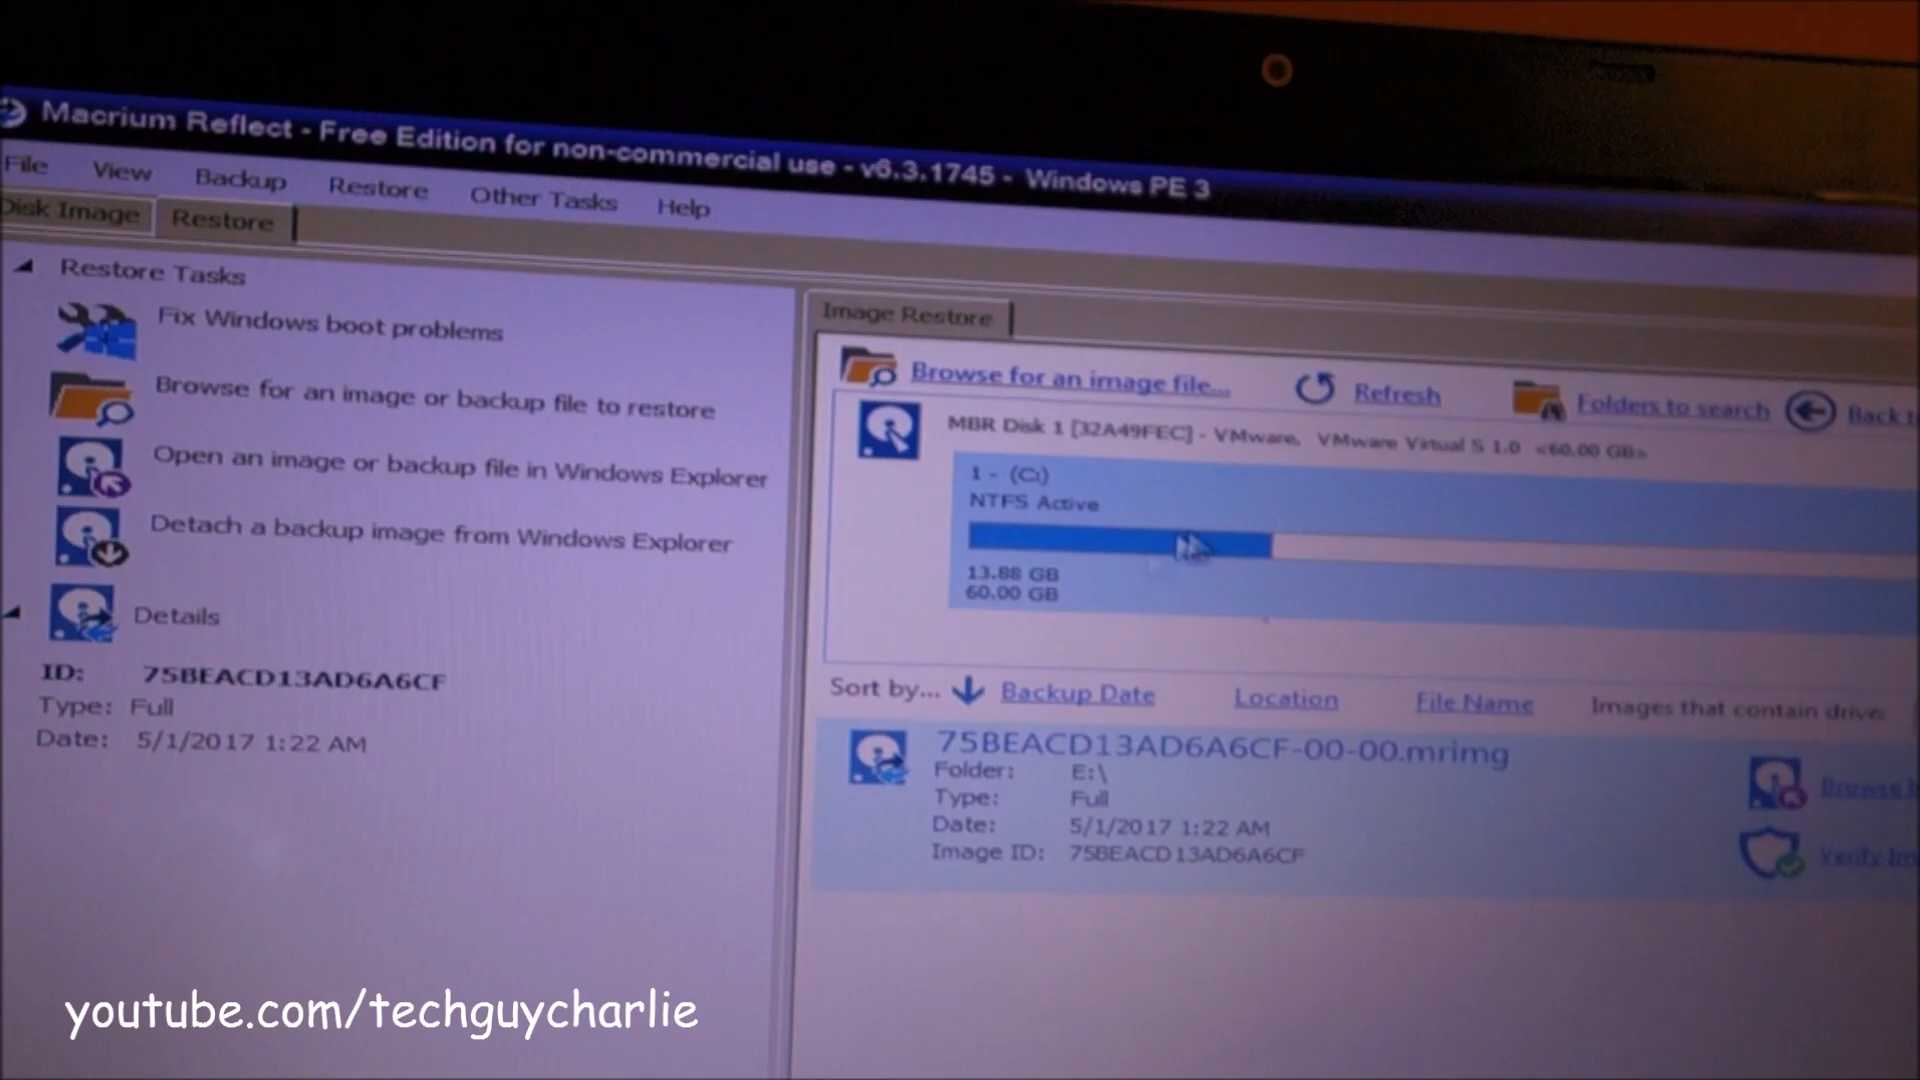 Macrium Reflect - Free Edition for non-commercial use - v6.3.1745 - Windows PE 3
File View Backup Restore Other Tasks Help
Disk Image Restore
Restore Tasks
Fix Windows boot problems
Browse for an image or backup file to restore
Open an image or backup file in Windows Explorer
Detach a backup image from Windows Explorer
Details
ID: 75BEACD13AD6A6CF
Type: Full
Date: 5/1/2017 1:22 AM
Image Restore
Browse for an image file... Refresh Folders to search Back
MBR Disk 1 [32A49FEC] - VMware, VMware Virtual S 1.0 <60.00 GB>
1 - (C:)
NTFS Active
13.88 GB
60.00 GB
Sort by... Backup Date Location File Name Images that contain drive:
75BEACD13AD6A6CF-00-00.mrimg
Folder: E:\
Type: Full
Date: 5/1/2017 1:22 AM
Image ID: 75BEACD13AD6A6CF
Browse
Verify
youtube.com/techguycharlie